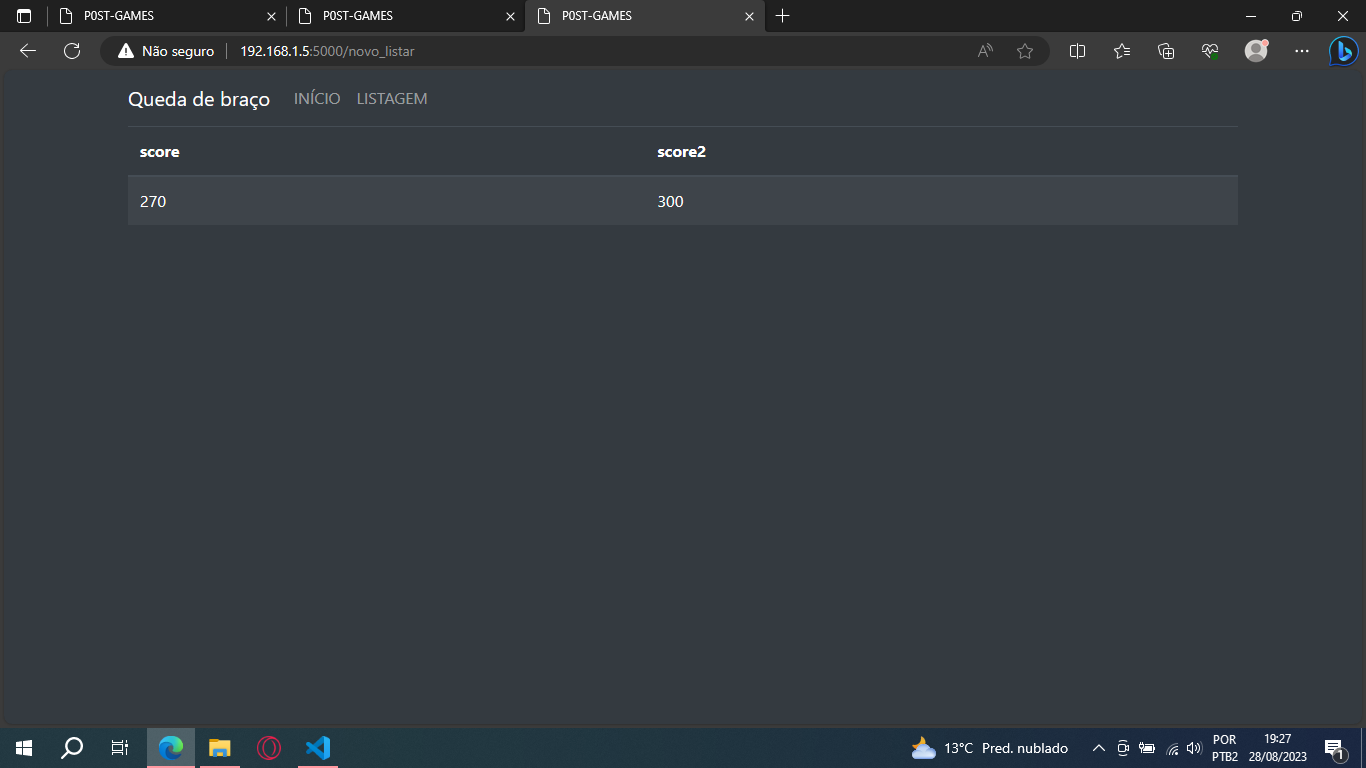 P0ST-GAMES
P0ST-GAMES
P0ST-GAMES
Não seguro
192.168.1.5:5000/novo_listar
Queda de braço INÍCIO LISTAGEM
score score2
270 300
13°C Pred. nublado
POR
PTB2
19:27
28/08/2023
1